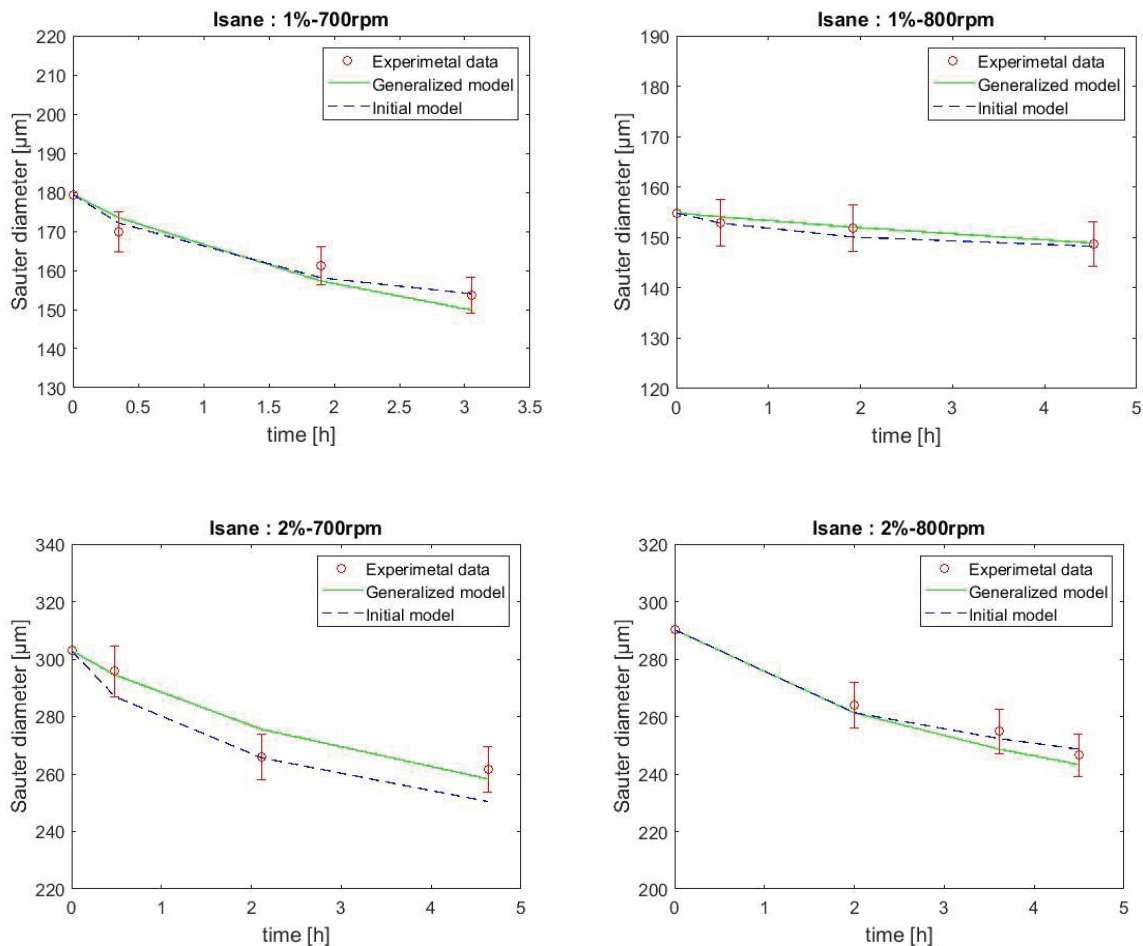 Isane : 1%-700rpm
220
210
200
190
180
170
160
150
140
130
Sauter diameter [µm]
Experimetal data
Generalized model
Initial model
0
0.5
1
1.5
2
2.5
3
3.5
time [h]
Isane : 1%-800rpm
190
180
170
160
150
140
130
120
Sauter diameter [µm]
Experimetal data
Generalized model
Initial model
0
1
2
3
4
5
time [h]
Isane : 2%-700rpm
340
320
300
280
260
240
220
Sauter diameter [µm]
Experimetal data
Generalized model
Initial model
0
1
2
3
4
5
time [h]
Isane : 2%-800rpm
320
300
280
260
240
220
200
Sauter diameter [µm]
Experimetal data
Generalized model
Initial model
0
1
2
3
4
5
time [h]